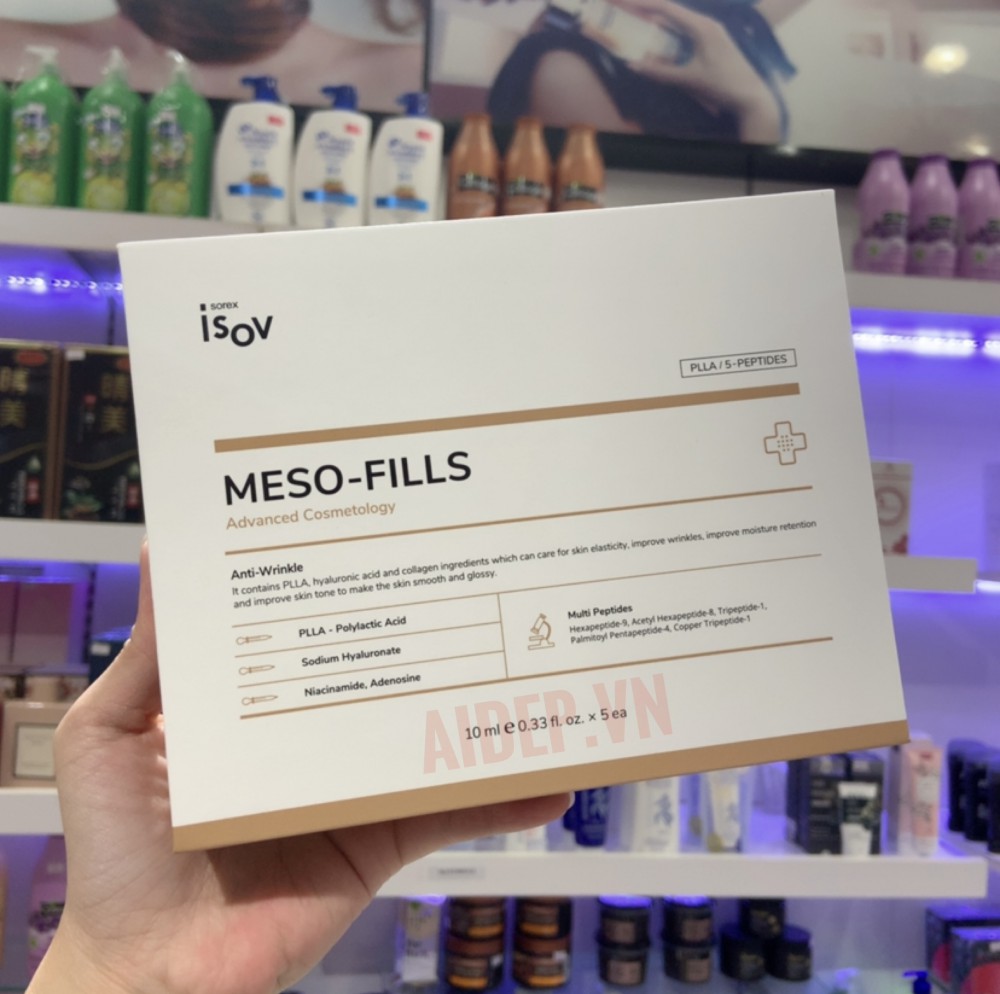 sorex
isov
PLLA / 5-PEPTIDES
MESO-FILLS
Advanced Cosmetology
Anti-Wrinkle
It contains PLLA, hyaluronic acid and collagen ingredients which can care for skin elasticity, improve wrinkles, improve moisture retention
and improve skin tone to make the skin smooth and glossy.
PLLA - Polylactic Acid
Sodium Hyaluronate
Niacinamide, Adenosine
Multi Peptides
Hexapeptide-9, Acetyl Hexapeptide-8, Tripeptide-1,
Palmitoyl Pentapeptide-4, Copper Tripeptide-1
10 ml ℮ 0.33 fl. oz. × 5 ea
AIDEP.VN